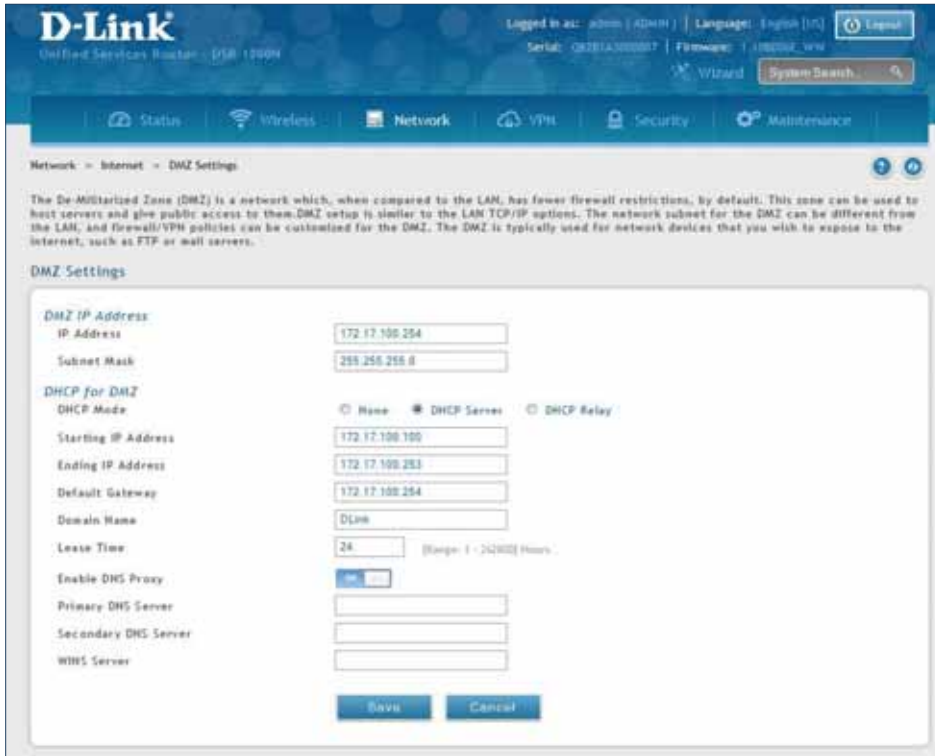 D-Link
Unified Services Router - DSR-1000N
Logged in as: admin ( ADMIN ) | Language: English [US]
Logout
Serial: | Firmware:
Wizard
System Search...
Status
Wireless
Network
VPN
Security
Maintenance
Network » Internet » DMZ Settings
The De-Militarized Zone (DMZ) is a network which, when compared to the LAN, has fewer firewall restrictions, by default. This zone can be used to
host servers and give public access to them.DMZ setup is similar to the LAN TCP/IP options. The network subnet for the DMZ can be different from
the LAN, and firewall/VPN policies can be customized for the DMZ. The DMZ is typically used for network devices that you wish to expose to the
internet, such as FTP or mail servers.
DMZ Settings
DMZ IP Address
IP Address
172.17.100.254
Subnet Mask
255.255.255.0
DHCP for DMZ
DHCP Mode
None
DHCP Server
DHCP Relay
Starting IP Address
172.17.100.100
Ending IP Address
172.17.100.253
Default Gateway
172.17.100.254
Domain Name
DLink
Lease Time
24
[Range: 1 - 262800] Hours
Enable DNS Proxy
ON
Primary DNS Server
Secondary DNS Server
WINS Server
Save
Cancel